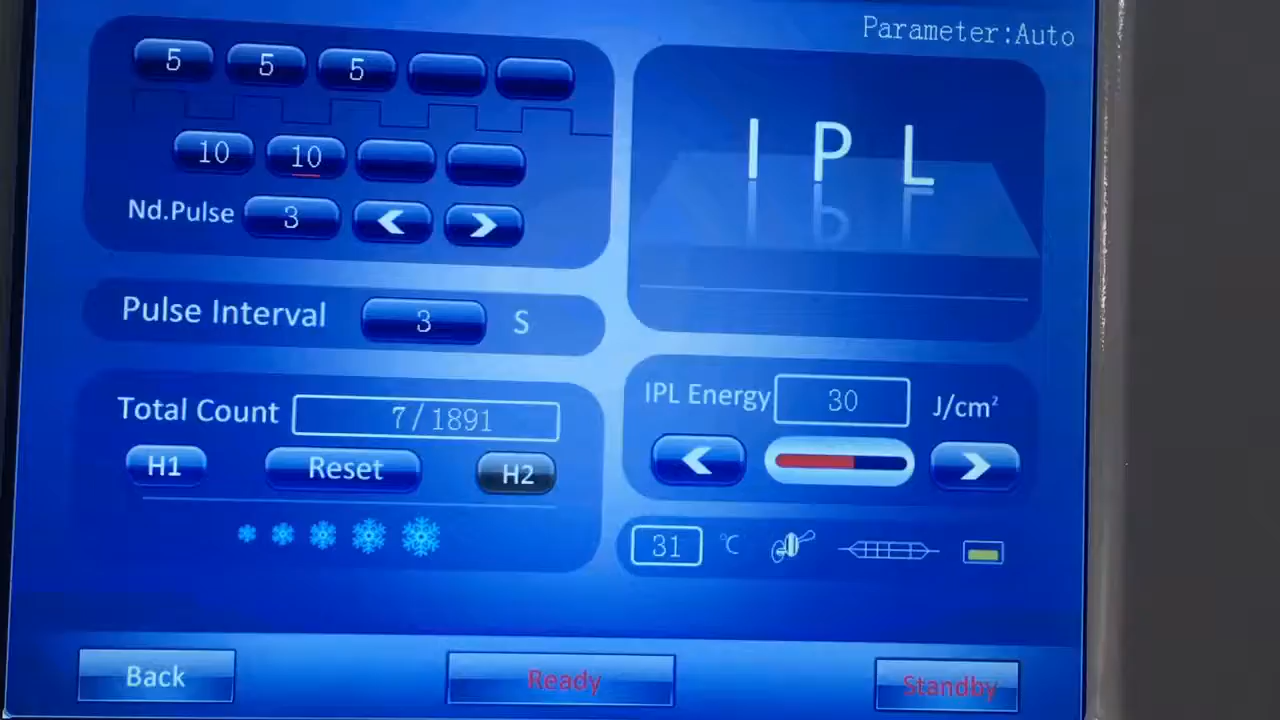 Parameter:Auto
5 5 5
10 10
Nd.Pulse 3
I P L
Pulse Interval 3 S
Total Count 7/1891
H1 Reset H2
IPL Energy 30 J/cm²
31 ℃
Back Ready Standby